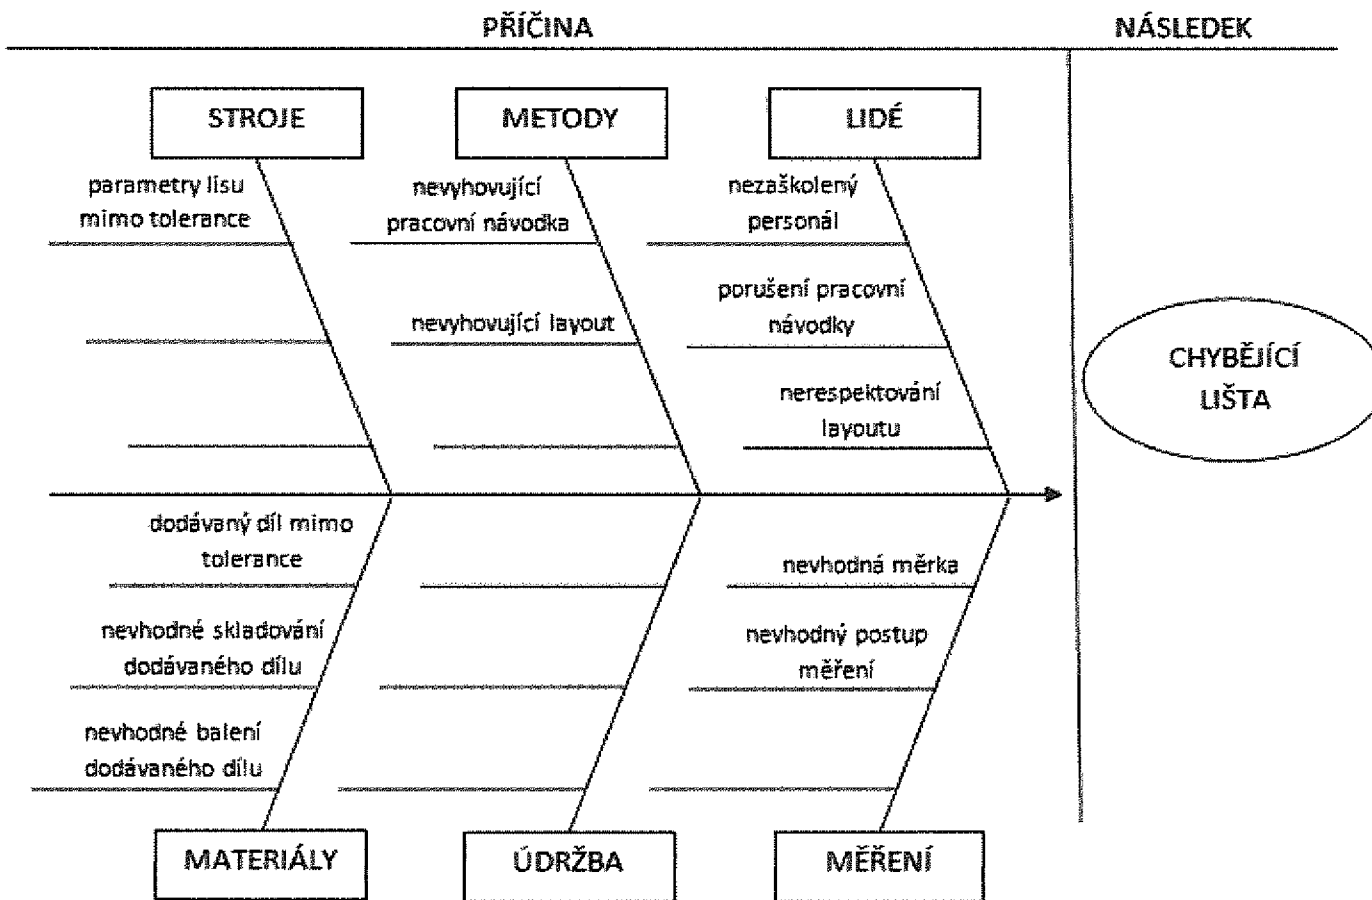 PŘÍČINA
NÁSLEDEK
STROJE
METODY
LIDÉ
parametry lisu
mimo tolerance
nevyhovující
pracovní návodka
nezaškolený
personál
nevyhovující layout
porušení pracovní
návodky
nerespektování
layoutu
CHYBĚJÍCÍ
LIŠTA
dodávaný díl mimo
tolerance
nevhodné skladování
dodávaného dílu
nevhodné balení
dodávaného dílu
nevhodná měrka
nevhodný postup
měření
MATERIÁLY
ÚDRŽBA
MĚŘENÍ